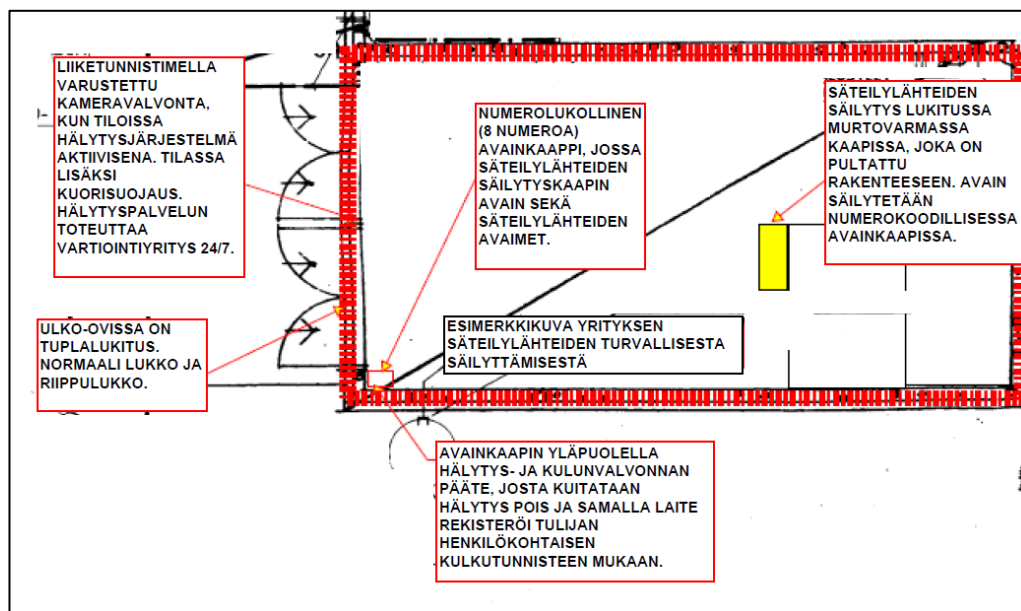 LIIKETUNNISTIMELLA
VARUSTETTU
KAMERAVALVONTA,
KUN TILOISSA
HÄLYTYSJÄRJESTELMÄ
AKTIIVISENA. TILASSA
LISÄKSI
KUORISUOJAUS.
HÄLYTYSPALVELUN
TOTEUTTAA
VARTIOINTIYRITYS 24/7.
NUMEROLUKOLLINEN
(8 NUMEROA)
AVAINKAAPPI, JOSSA
SÄTEILYLÄHTEIDEN
SÄILYTYSKAAPIN
AVAIN SEKÄ
SÄTEILYLÄHTEIDEN
AVAIMET.
SÄTEILYLÄHTEIDEN
SÄILYTYS LUKITUSSA
MURTOVARMASSA
KAAPISSA, JOKA ON
PULTATTU
RAKENTEESEEN. AVAIN
SÄILYTETÄÄN
NUMEROKOODILLISESSA
AVAINKAAPISSA.
ULKO-OVISSA ON
TUPLALUKITUS.
NORMAALI LUKKO JA
RIIPPULUKKO.
ESIMERKKIKUVA YRITYKSEN
SÄTEILYLÄHTEIDEN TURVALLISESTA
SÄILYTTÄMISESTÄ
AVAINKAAPIN YLÄPUOLELLA
HÄLYTYS- JA KULUNVALVONNAN
PÄÄTE, JOSTA KUITATAAN
HÄLYTYS POIS JA SAMALLA LAITE
REKISTERÖI TULIJAN
HENKILÖKOHTAISEN
KULKUTUNNISTEEN MUKAAN.